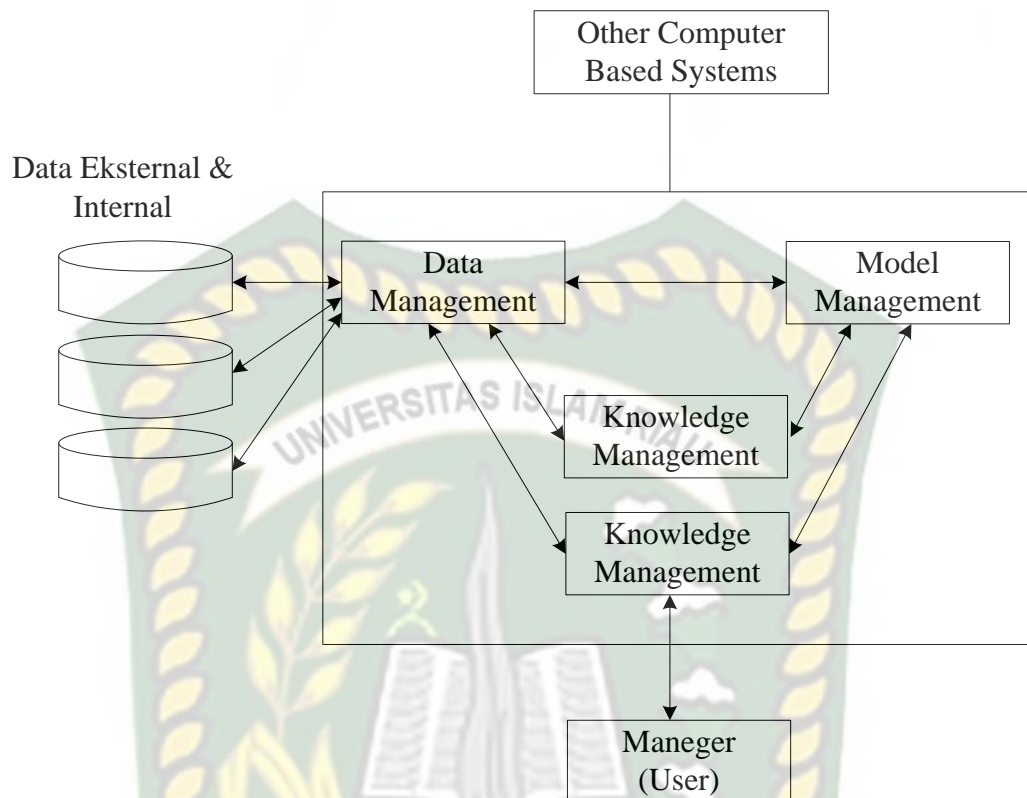 Other Computer
Based Systems
Data Eksternal &
Internal
Data
Management
Model
Management
UNIVERSITAS ISLAM RIAU
Knowledge
Management
Knowledge
Management
Maneger
(User)